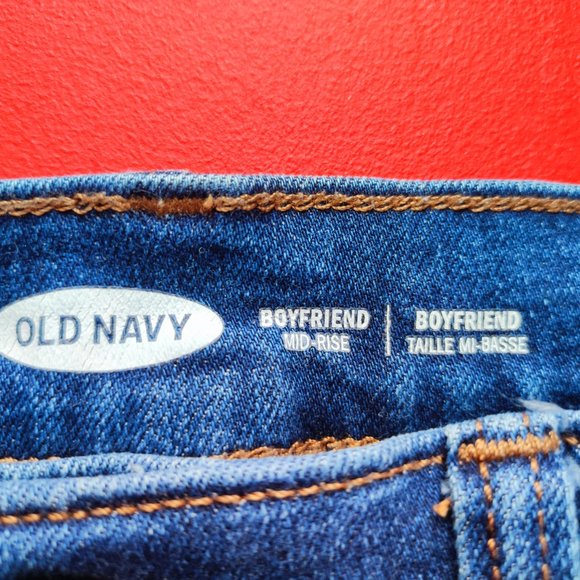 OLD NAVY
BOYFRIEND
MID-RISE
BOYFRIEND
TAILLE MI-BASSE